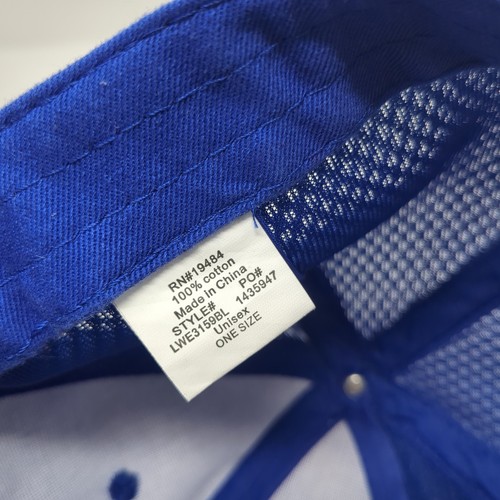 RN#19484
100% cotton
Made in China
STYLE# PO#
LWE3159BL 1435947
Unisex
ONE SIZE